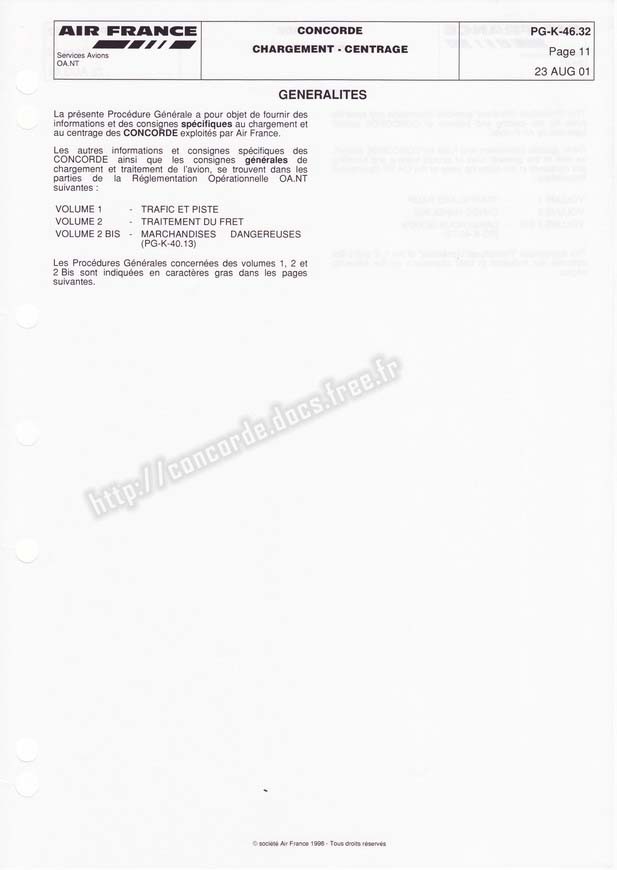 AIR FRANCE
Services Avions
OA.NT
CONCORDE
CHARGEMENT - CENTRAGE
PG-K-46.32
Page 11
23 AUG 01
GENERALITES
La présente Procédure Générale a pour objet de fournir des
informations et des consignes spécifiques au chargement et
au centrage des CONCORDE exploités par Air France.
Les autres informations et consignes spécifiques des
CONCORDE ainsi que les consignes générales de
chargement et traitement de l'avion, se trouvent dans les
parties de la Réglementation Opérationnelle OA.NT
suivantes :
VOLUME 1 - TRAFIC ET PISTE
VOLUME 2 - TRAITEMENT DU FRET
VOLUME 2 BIS - MARCHANDISES DANGEREUSES
(PG-K-40.13)
Les Procédures Générales concernées des volumes 1, 2 et
2 Bis sont indiquées en caractères gras dans les pages
suivantes.
http://concorde.docs.free.fr
© société Air France 1998 - Tous droits réservés